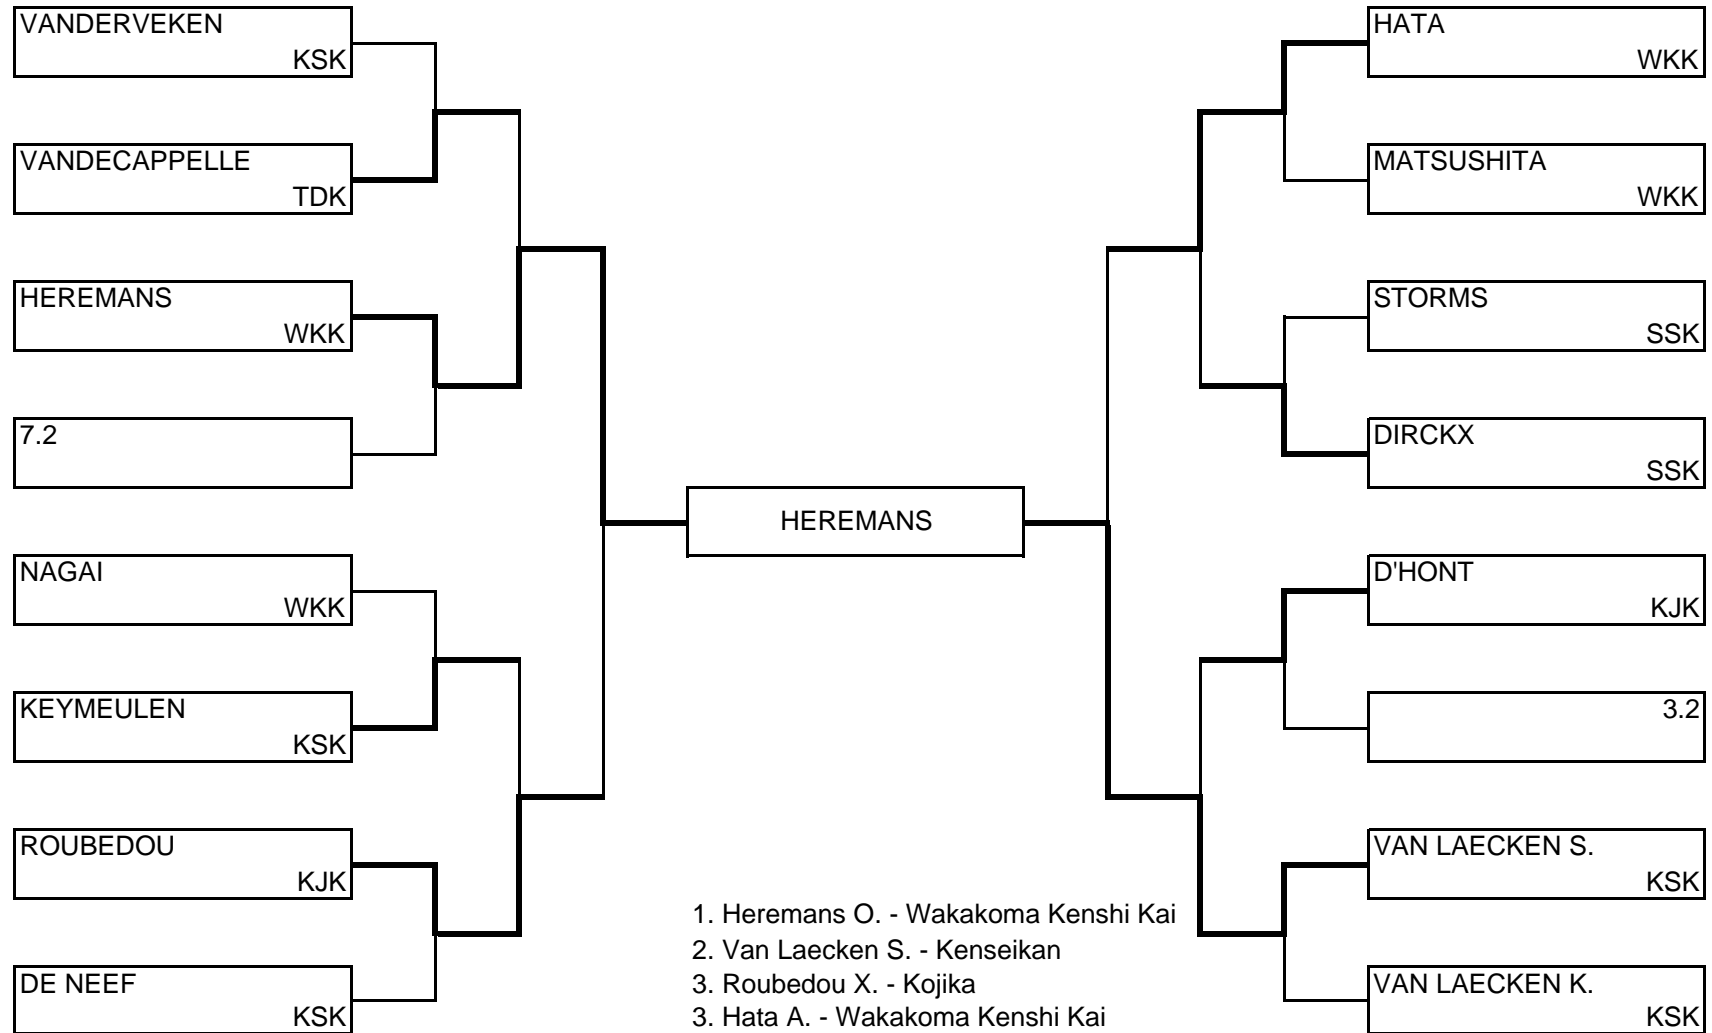 VANDERVEKEN
KSK
VANDECAPPELLE
TDK
HEREMANS
WKK
7.2
NAGAI
WKK
KEYMEULEN
KSK
ROUBEDOU
KJK
DE NEEF
KSK
HEREMANS
1. Heremans O. - Wakakoma Kenshi Kai
2. Van Laecken S. - Kenseikan
3. Roubedou X. - Kojika
3. Hata A. - Wakakoma Kenshi Kai
HATA
WKK
MATSUSHITA
WKK
STORMS
SSK
DIRCKX
SSK
D'HONT
KJK
3.2
VAN LAECKEN S.
KSK
VAN LAECKEN K.
KSK